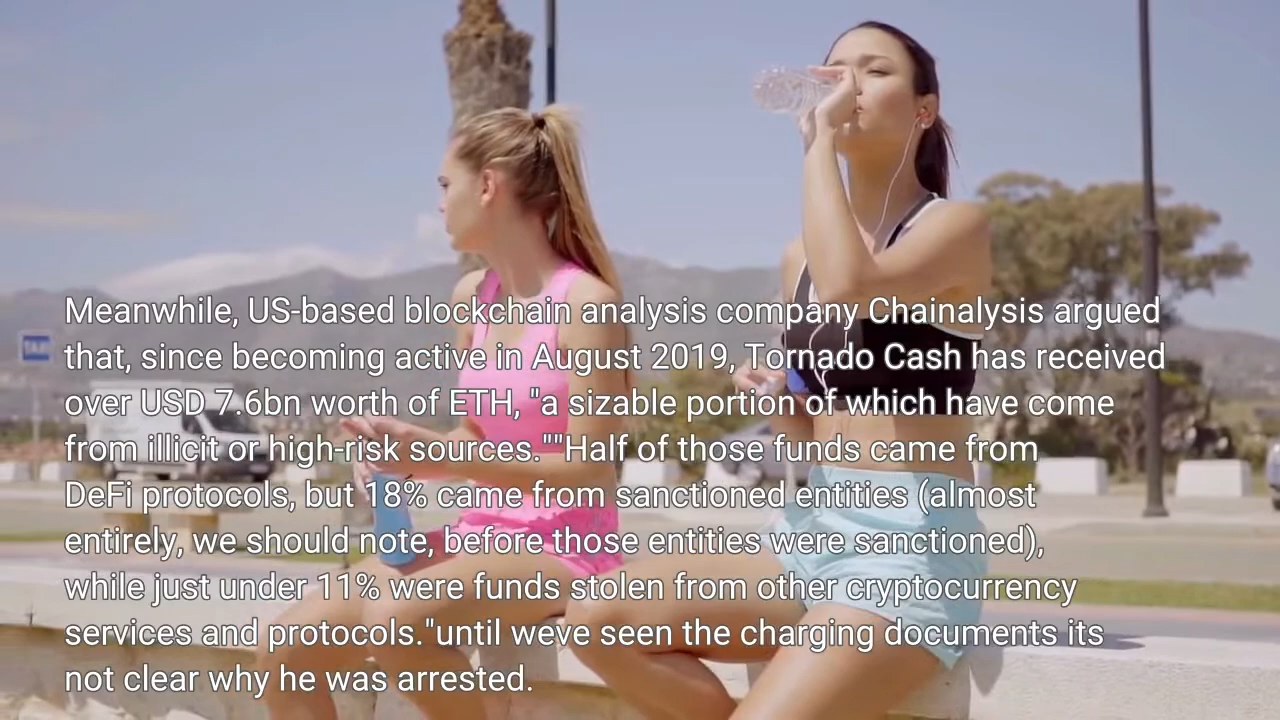 Meanwhile, US-based blockchain analysis company Chainalysis argued
that, since becoming active in August 2019, Tornado Cash has received
over USD 7.6bn worth of ETH, "a sizable portion of which have come
from illicit or high-risk sources.""Half of those funds came from
DeFi protocols, but 18% came from sanctioned entities (almost
entirely, we should note, before those entities were sanctioned),
while just under 11% were funds stolen from other cryptocurrency
services and protocols."until weve seen the charging documents its
not clear why he was arrested.
TAXI